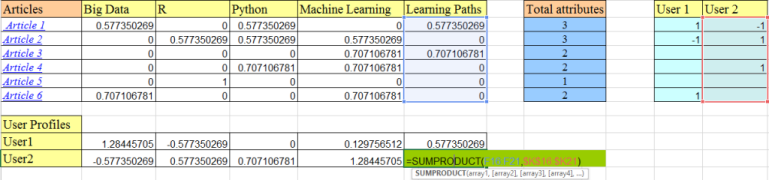 Articles Big Data R Python Machine Learning Learning Paths Total attributes User 1 User 2
Article 1 0.577350269 0 0.577350269 0 0.577350269 3 1 -1
Article 2 0 0.577350269 0.577350269 0.577350269 0 3 -1 1
Article 3 0 0 0 0.707106781 0.707106781 2
Article 4 0 0 0.707106781 0.707106781 0 2 1
Article 5 0 1 0 0 0 1
Article 6 0.707106781 0 0 0.707106781 0 2 1
User Profiles
User1 1.28445705 -0.577350269 0 0.129756512 0.577350269
User2 -0.577350269 0.577350269 0.707106781 1.28445705 =SUMPRODUCT(F16:F21,$K$16:$K21)
SUMPRODUCT(array1, [array2], [array3], [array4], ...)